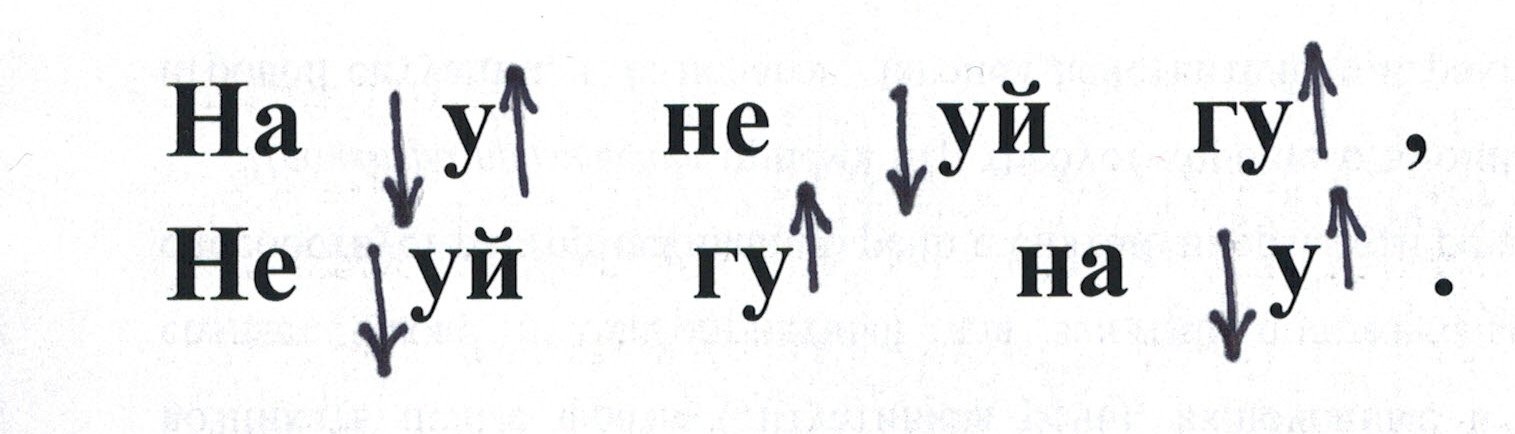 На ↓ у↑ не ↓ уй гу↑ ,
Не ↓ уй гу↑ на ↓ у↑ .